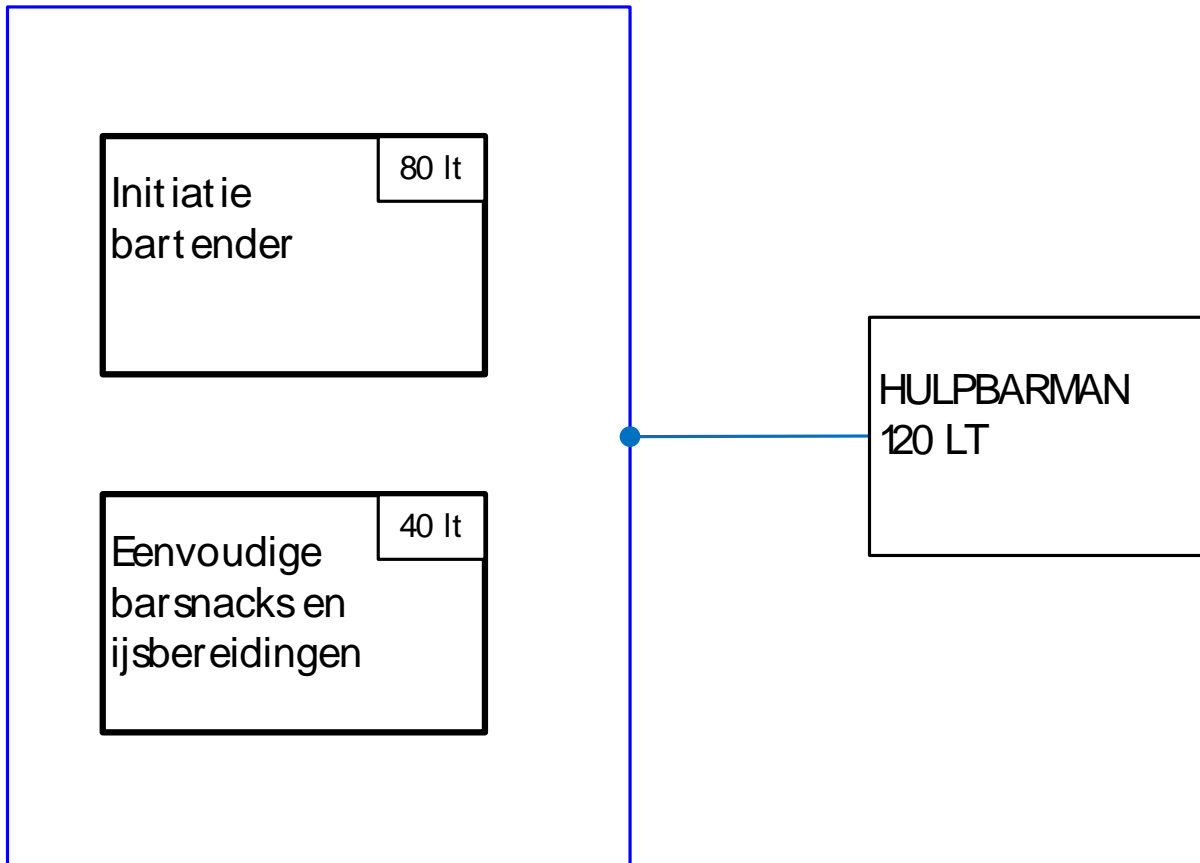 80 lt
Initiatie
bartender
40 lt
Eenvoudige
barsnacks en
ijsbereidingen
HULPBARMAN
120 LT